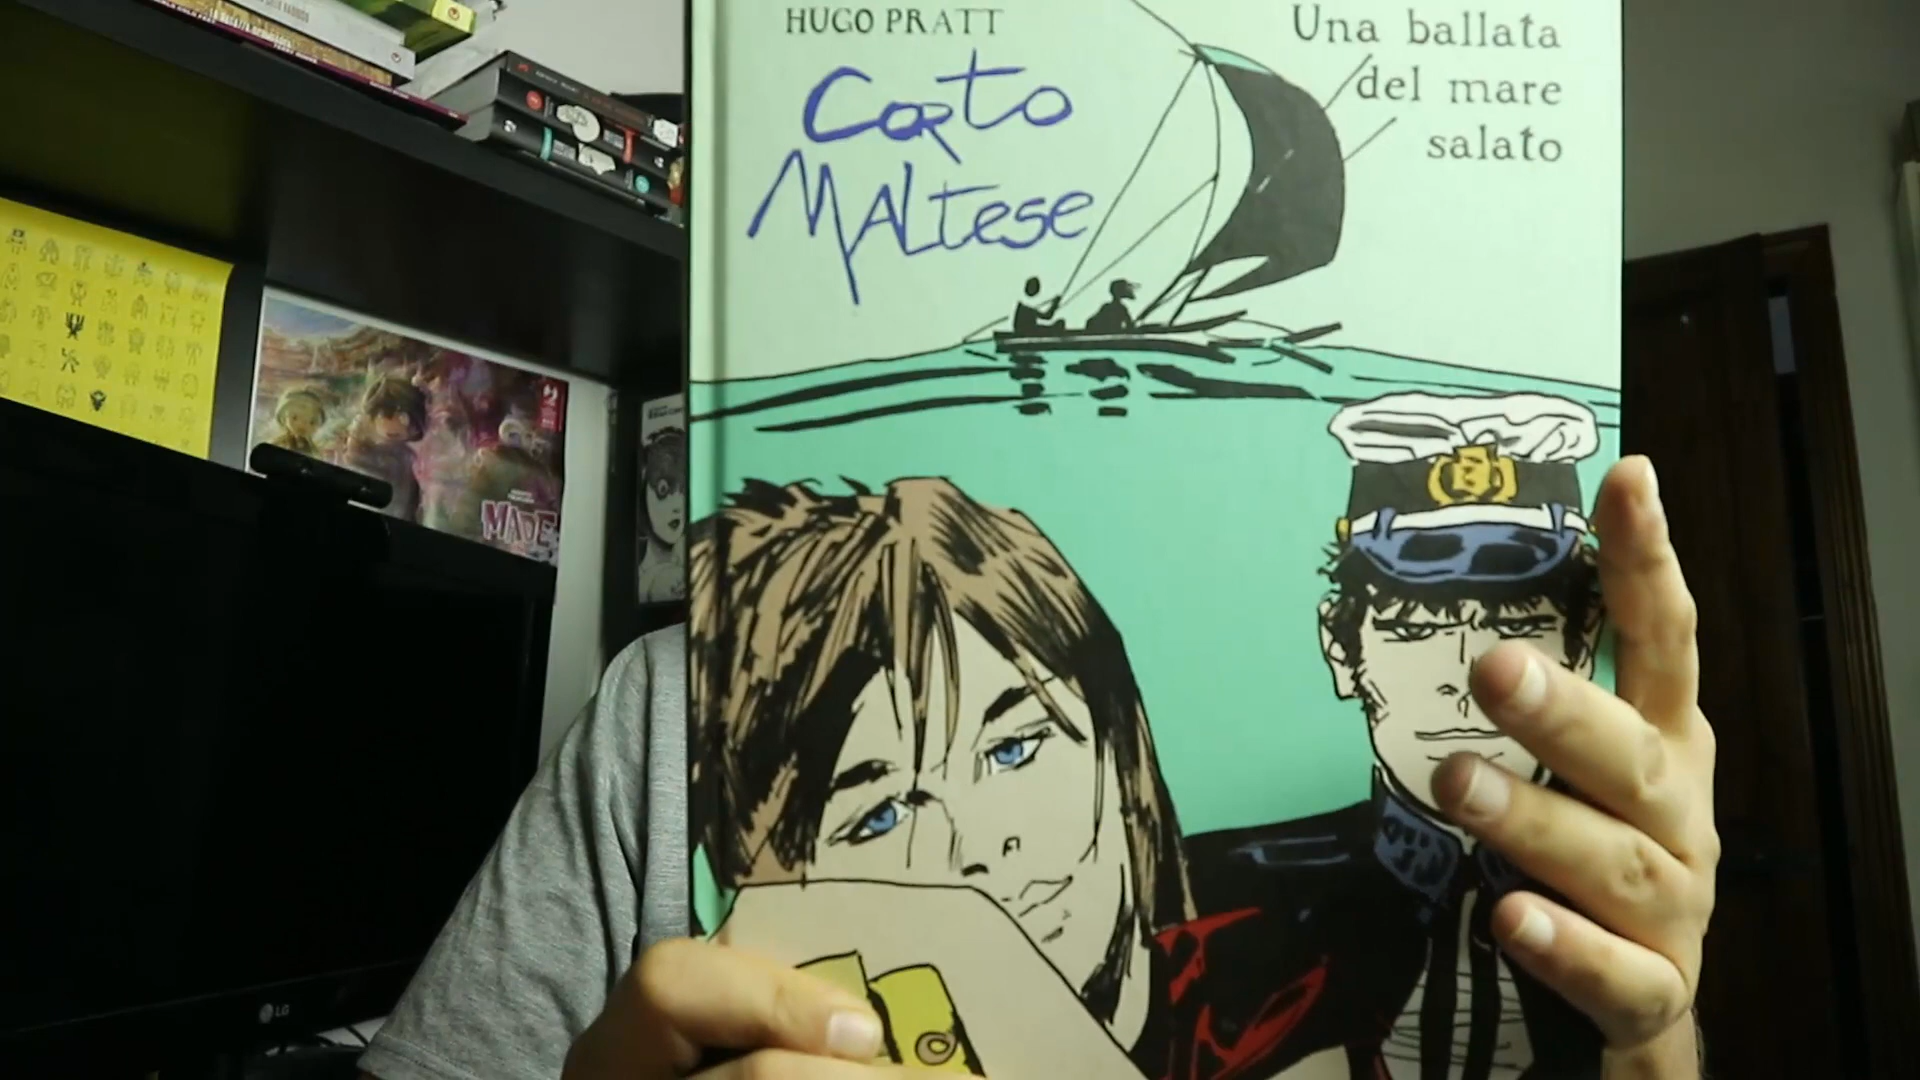 HUGO PRATT
Corto
Maltese
Una ballata
del mare
salato
MADE
LG